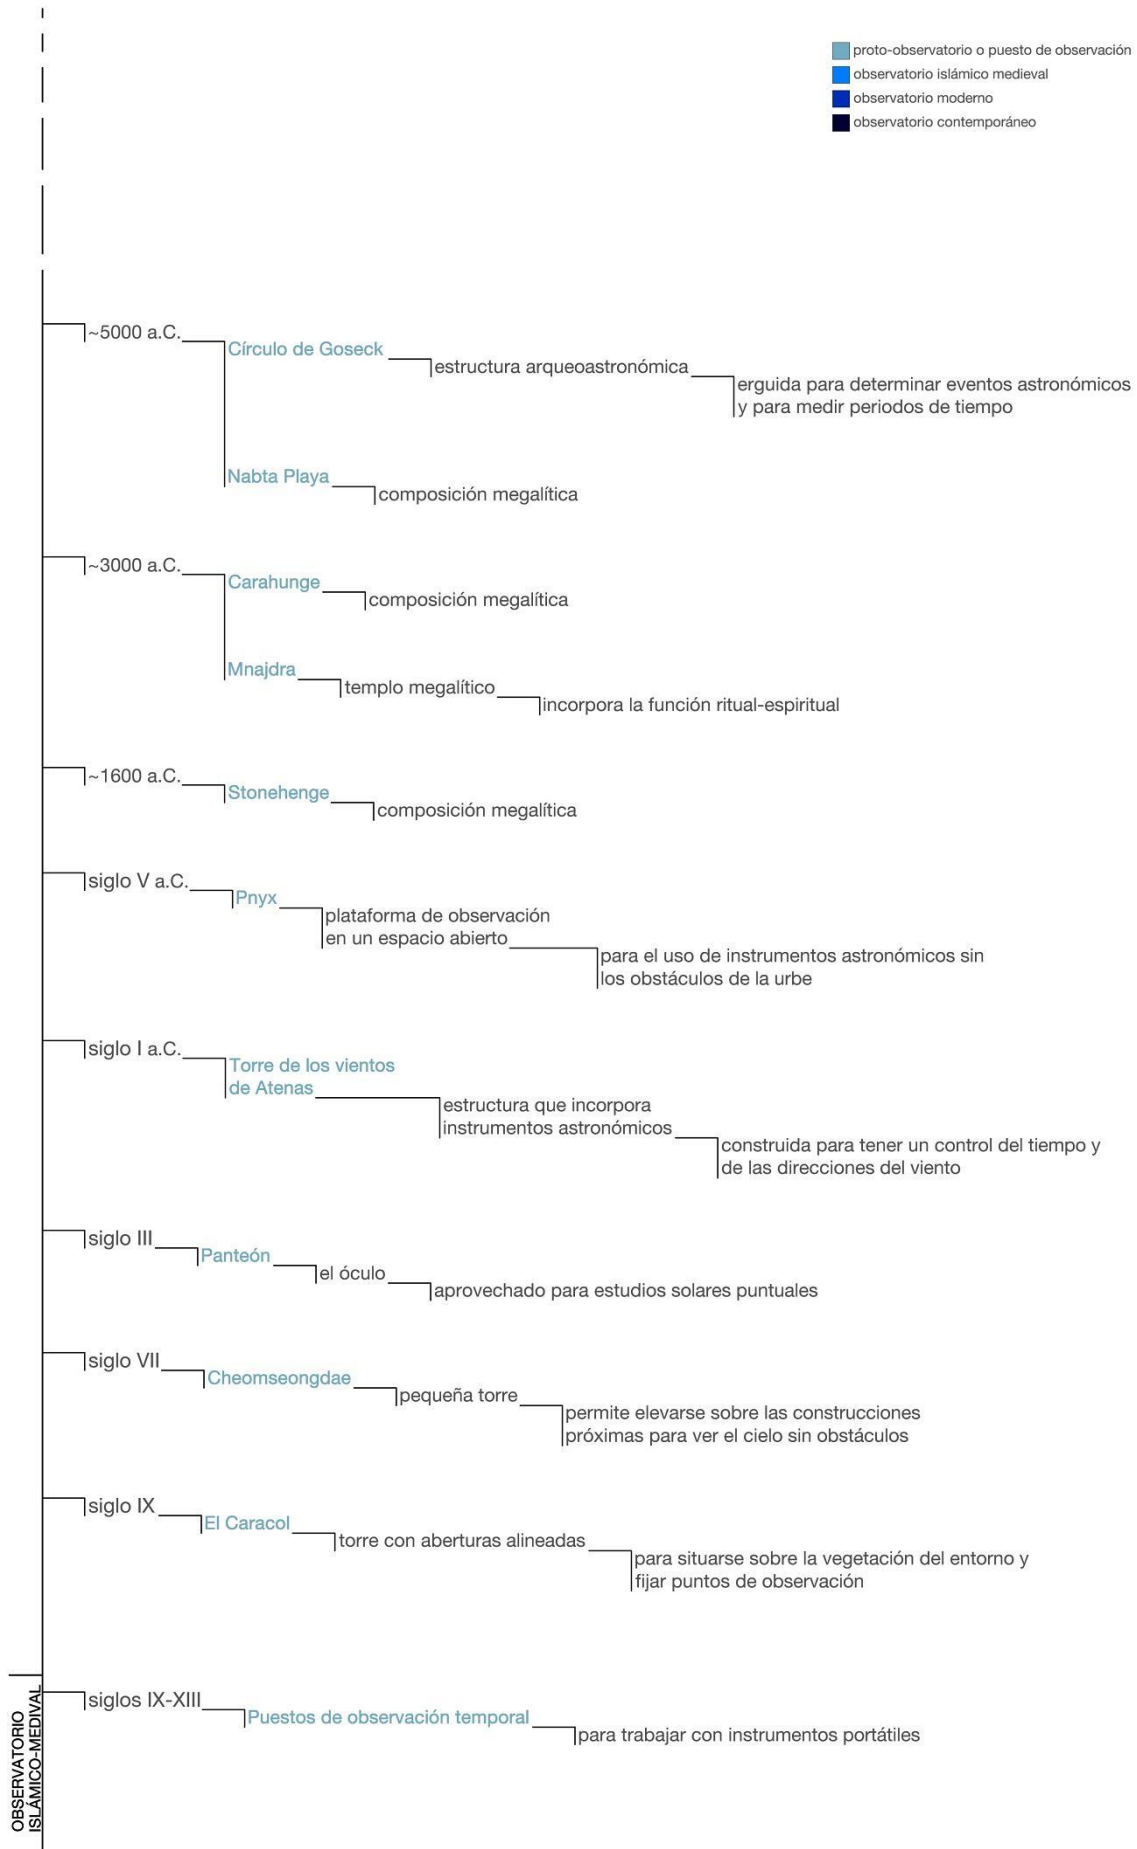 proto-observatorio o puesto de observación
observatorio islámico medieval
observatorio moderno
observatorio contemporáneo
~5000 a.C.
Círculo de Goseck
estructura arqueoastronómica
erguida para determinar eventos astronómicos
y para medir periodos de tiempo
Nabta Playa
composición megalítica
~3000 a.C.
Carahunge
composición megalítica
Mnajdra
templo megalítico
incorpora la función ritual-espiritual
~1600 a.C.
Stonehenge
composición megalítica
siglo V a.C.
Pnyx
plataforma de observación
en un espacio abierto
para el uso de instrumentos astronómicos sin
los obstáculos de la urbe
siglo I a.C.
Torre de los vientos
de Atenas
estructura que incorpora
instrumentos astronómicos
construida para tener un control del tiempo y
de las direcciones del viento
siglo III
Panteón
el óculo
aprovechado para estudios solares puntuales
siglo VII
Cheomseongdae
pequeña torre
permite elevarse sobre las construcciones
próximas para ver el cielo sin obstáculos
siglo IX
El Caracol
torre con aberturas alineadas
para situarse sobre la vegetación del entorno y
fijar puntos de observación
OBSERVATORIO
ISLÁMICO-MEDIVAL
siglos IX-XIII
Puestos de observación temporal
para trabajar con instrumentos portátiles